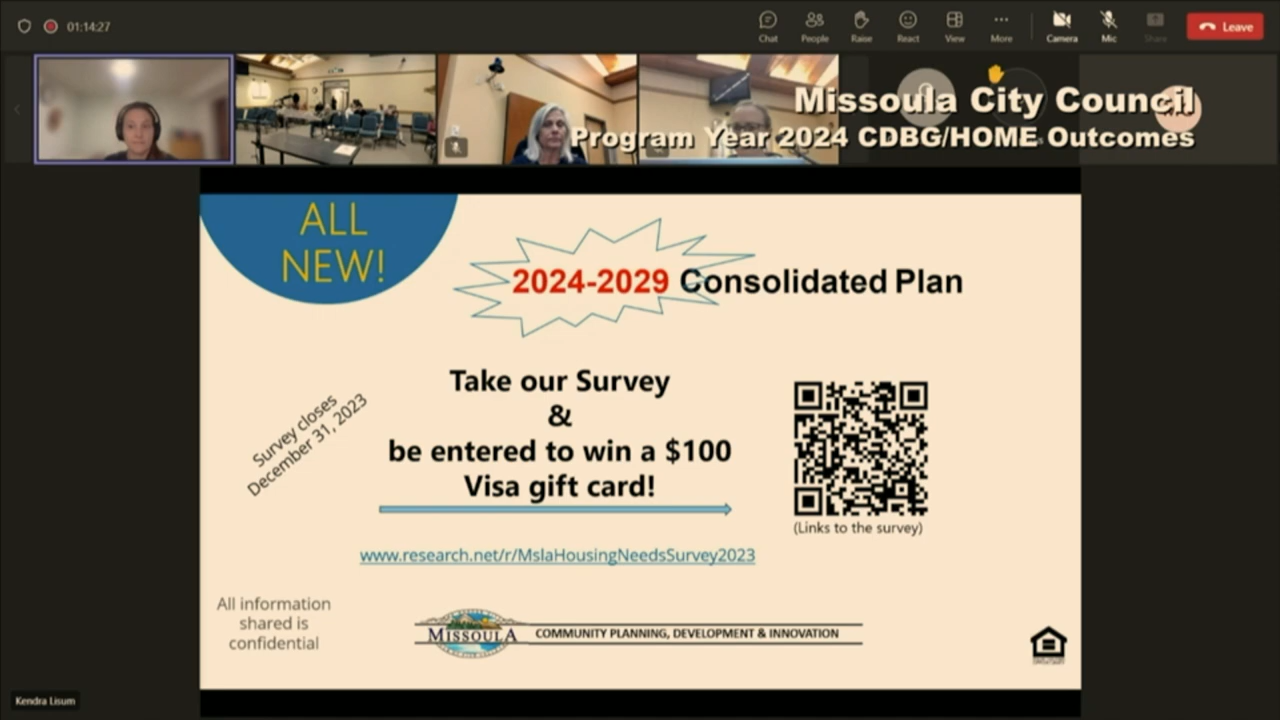 01:14:27
Chat
People
Raise
React
View
More
Camera
Mic
Share
Leave
Missoula City Council
Program Year 2024 CDBG/HOME Outcomes
ALL
NEW!
2024-2029 Consolidated Plan
Take our Survey
&
be entered to win a $100
Visa gift card!
Survey closes
December 31, 2023
(Links to the survey)
www.research.net/r/MslaHousingNeedsSurvey2023
All information
shared is
confidential
MISSOULA
COMMUNITY PLANNING, DEVELOPMENT & INNOVATION
Kendra Lisum